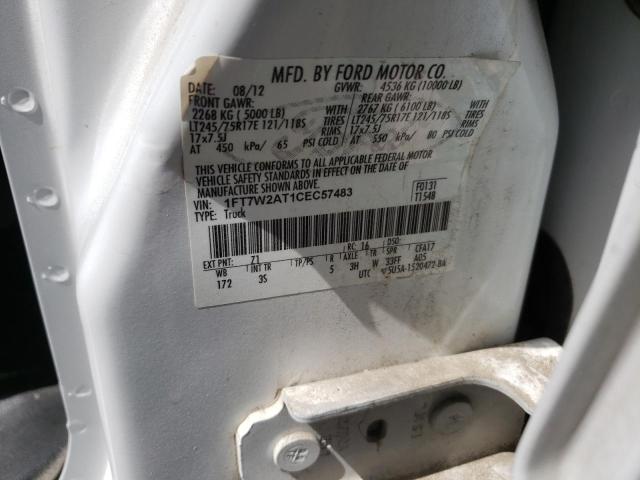 MFD. BY FORD MOTOR CO.
DATE: 08/12 GVWR: 4536 KG (10000 LB)
FRONT GAWR: REAR GAWR:
2268 KG ( 5000 LB) WITH 2767 KG ( 6100 LB) WITH
LT245/75R17E 121/118S TIRES LT245/75R17E 121/118S TIRES
17x7.5J RIMS 17x7.5J RIMS
AT 450 kPa/ 65 PSI COLD AT 550 kPa/ 80 PSI COLD
THIS VEHICLE CONFORMS TO ALL APPLICABLE FEDERAL MOTOR
VEHICLE SAFETY STANDARDS IN EFFECT ON THE DATE OF
MANUFACTURE SHOWN ABOVE.
VIN: 1FT7W2AT1CEC57483 F0131
TYPE: Truck T154B
EXT PNT: Z1 RC: 16 DSO:
WB INT TR TP/PS R AXLE TR SPR CFA17
172 3S 5 3H W 33FF A05
UTC 5U5A-1520472-BA